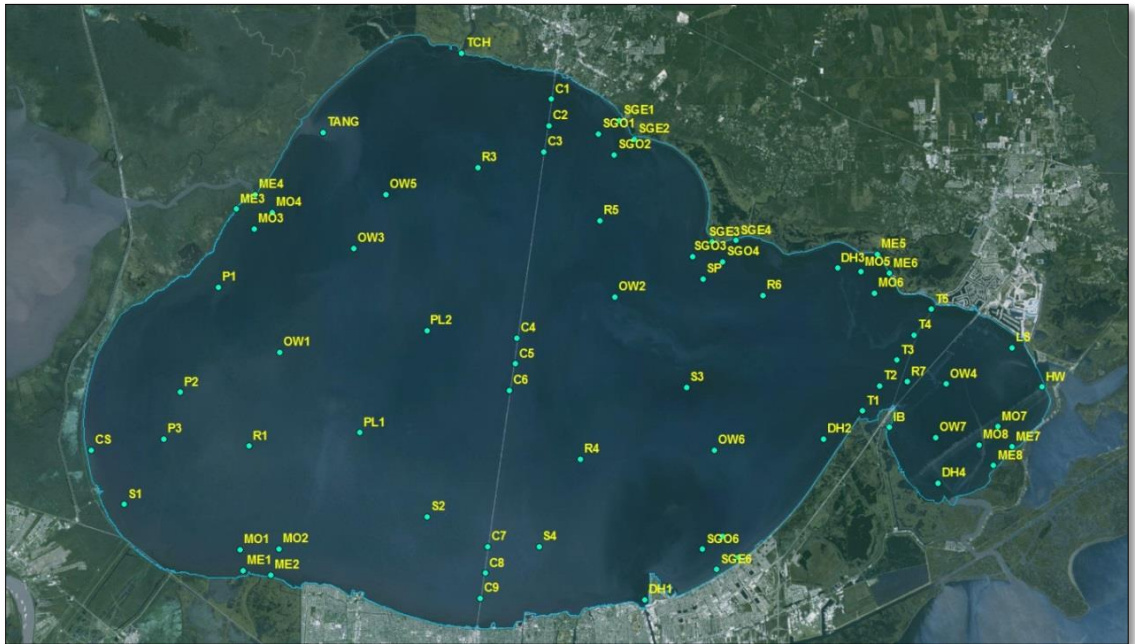 TCH
C1
C2
SGE1
SGO1
SGE2
TANG
C3
SGO2
R3
ME4
OW5
ME3
MO4
MO3
R5
OW3
SGE3
SGE4
SGO3
SGO4
ME5
DH3
MO5
ME6
SP
P1
OW2
R6
MO6
T5
PL2
C4
T4
OW1
LS
C5
T3
P2
C6
S3
T2
R7
OW4
HW
T1
PL1
P3
R1
CS
R4
OW6
DH2
IB
OW7
MO7
MO8
ME7
ME8
DH4
S1
S2
MO1
MO2
C7
S4
SGO6
ME1
ME2
C8
SGE6
C9
DH1